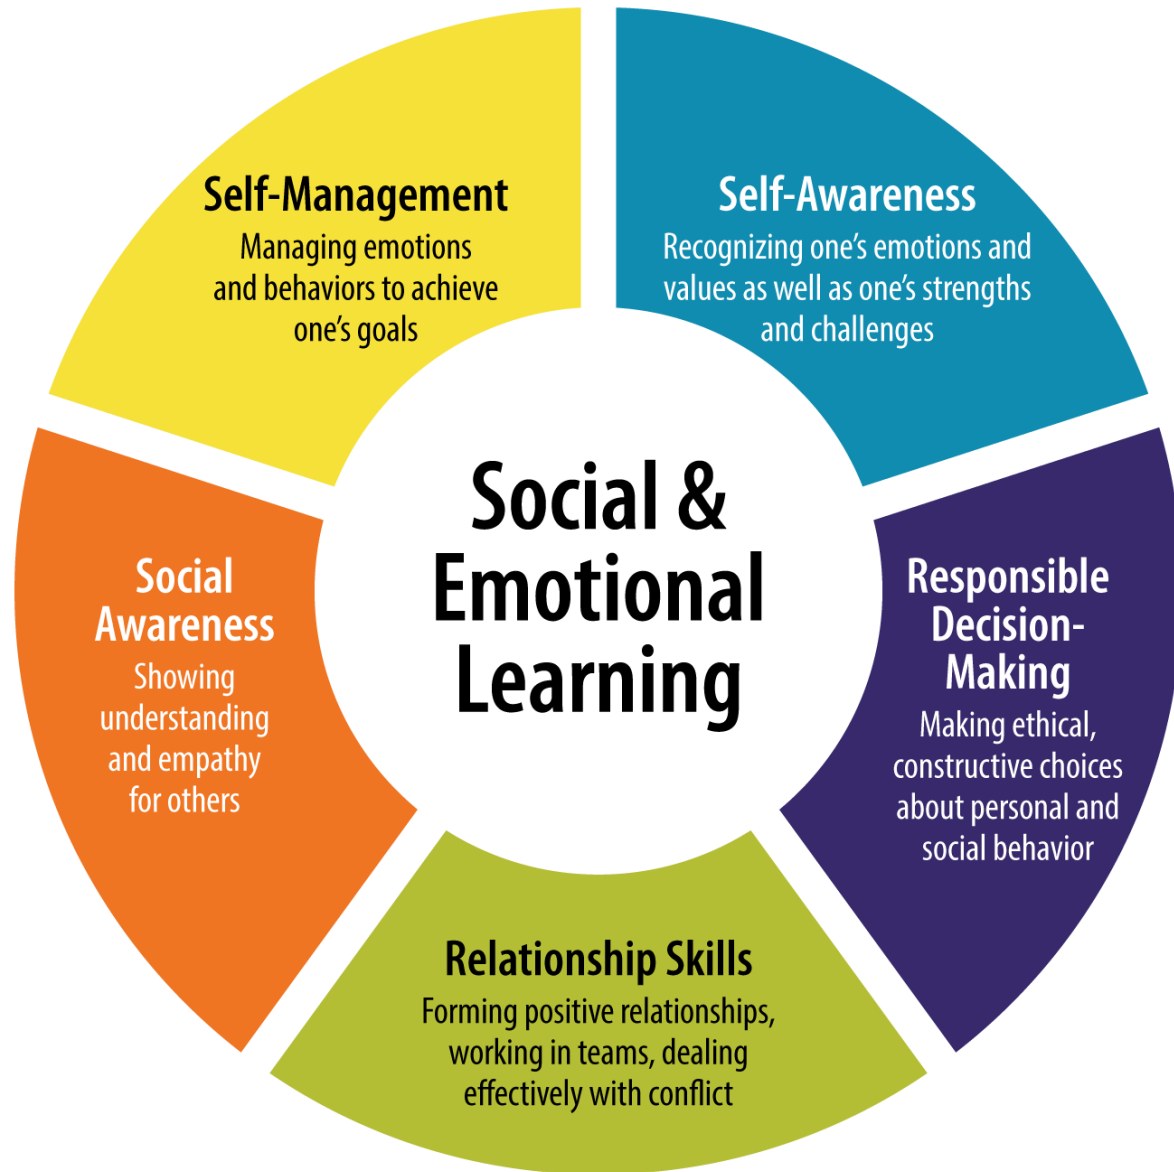 Self-Management
Managing emotions
and behaviors to achieve
one’s goals
Self-Awareness
Recognizing one’s emotions and
values as well as one’s strengths
and challenges
Social &
Emotional
Learning
Social
Awareness
Showing
understanding
and empathy
for others
Responsible
Decision-
Making
Making ethical,
constructive choices
about personal and
social behavior
Relationship Skills
Forming positive relationships,
working in teams, dealing
effectively with conflict